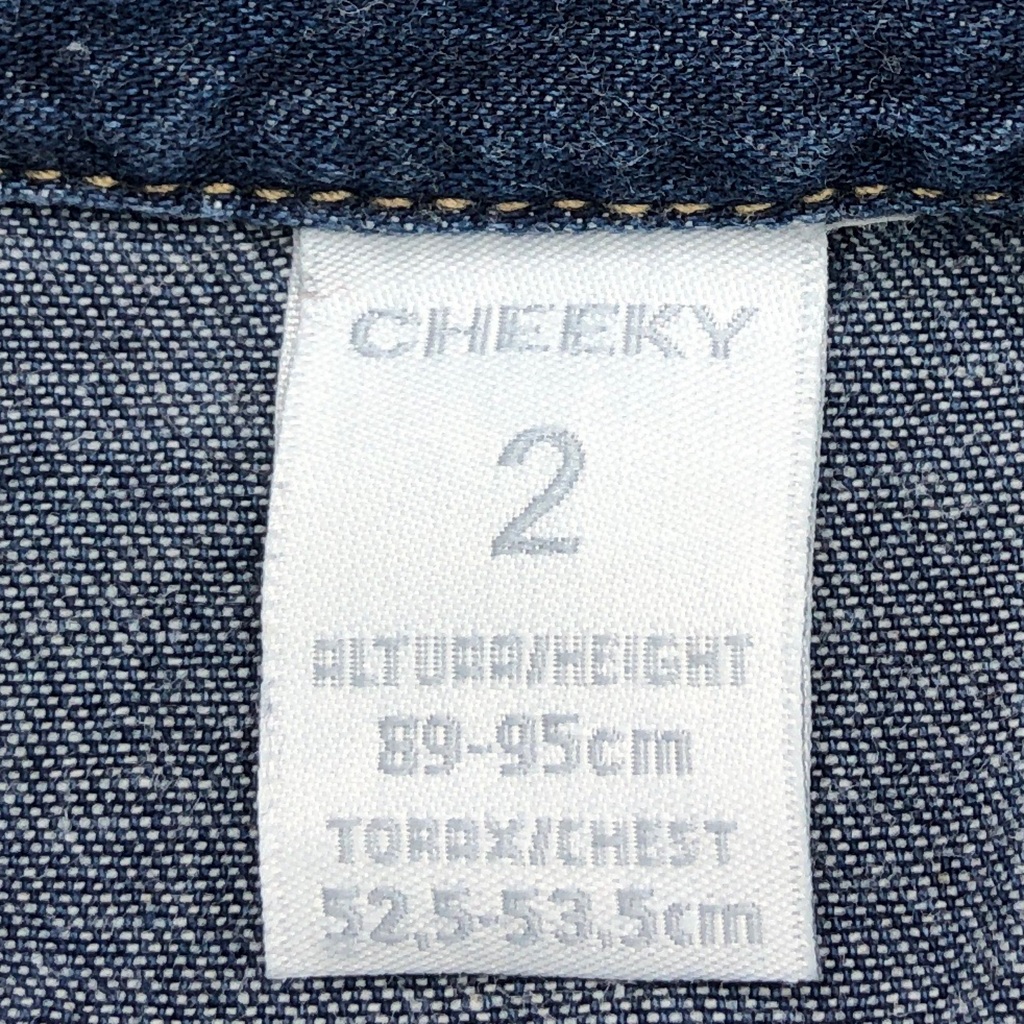 CHEEKY
2
ALTURA/HEIGHT
89-95cm
TORAX/CHEST
52,5-53,5cm